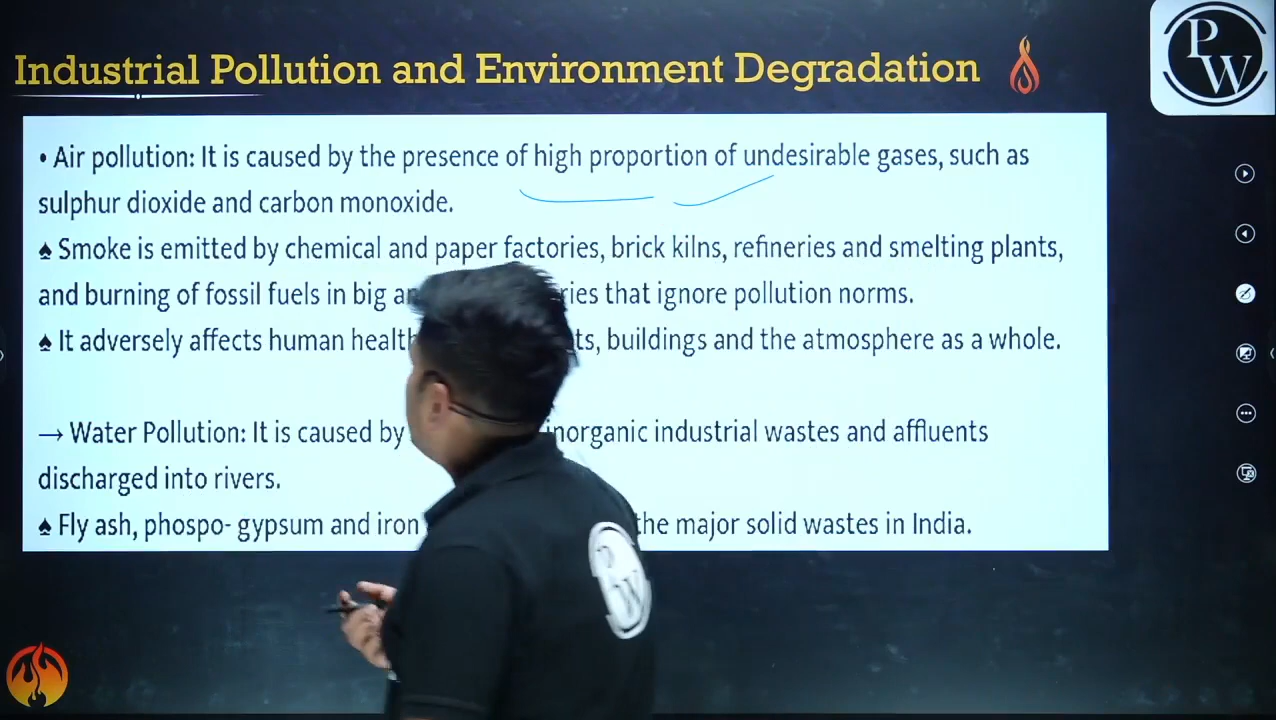 Industrial Pollution and Environment Degradation
PW
• Air pollution: It is caused by the presence of high proportion of undesirable gases, such as
sulphur dioxide and carbon monoxide.
♠ Smoke is emitted by chemical and paper factories, brick kilns, refineries and smelting plants,
and burning of fossil fuels in big that ignore pollution norms.
♠ It adversely affects human health buildings and the atmosphere as a whole.
→ Water Pollution: It is caused by inorganic industrial wastes and affluents
discharged into rivers.
♠ Fly ash, phospo- gypsum and iron the major solid wastes in India.
PW